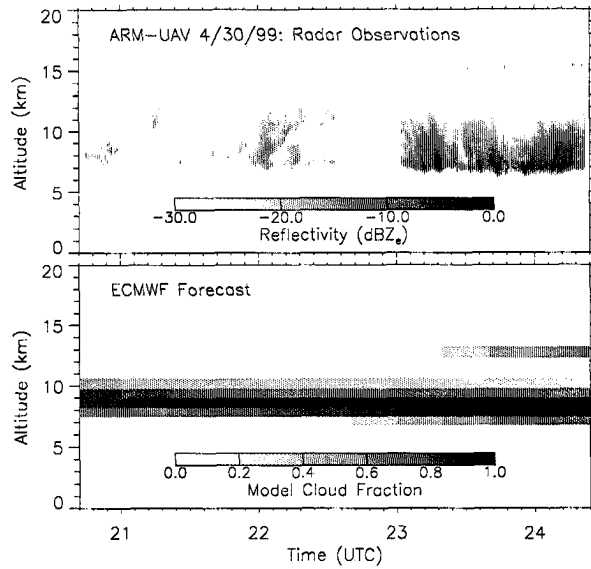 20
ARM-UAV 4/30/99: Radar Observations
15
Altitude (km)
10
5
-30.0 -20.0 -10.0 0.0
Reflectivity (dBZe)
0
20
ECMWF Forecast
15
Altitude (km)
10
5
0.0 0.2 0.4 0.6 0.8 1.0
Model Cloud Fraction
0
21 22 23 24
Time (UTC)